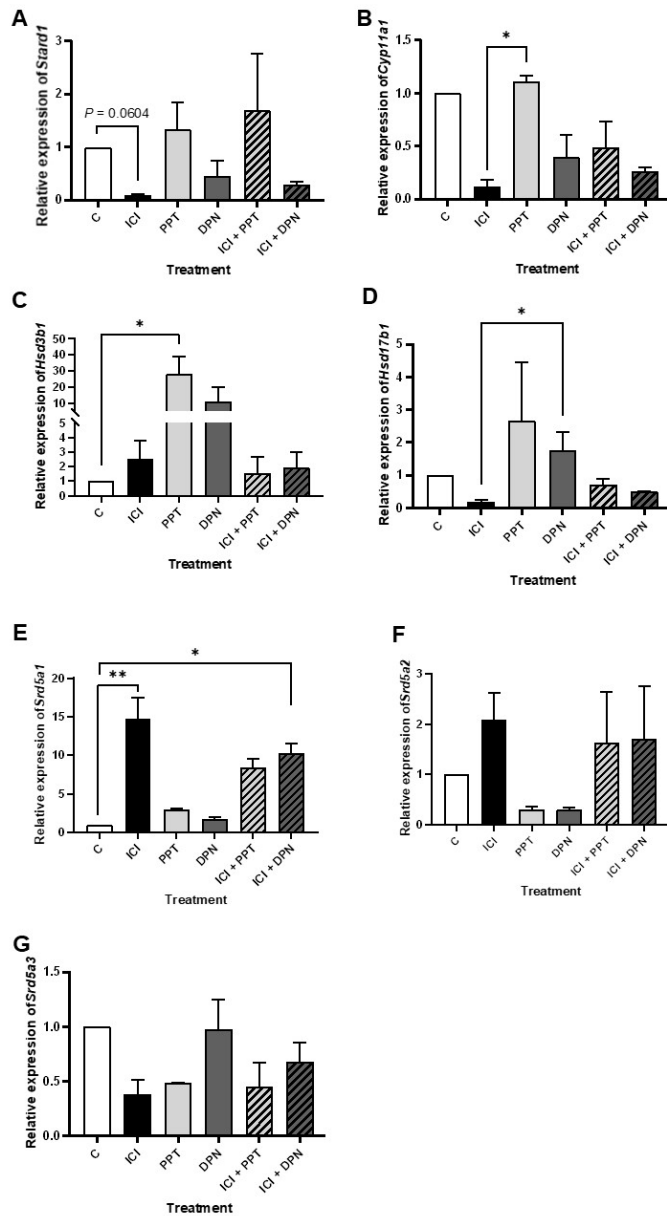 A
Relative expression of Stard1
3
2
1
0
P = 0.0604
C
ICI
PPT
DPN
ICI + PPT
ICI + DPN
Treatment
B
Relative expression of Cyp11a1
1.5
1.0
0.5
0.0
*
C
ICI
PPT
DPN
ICI + PPT
ICI + DPN
Treatment
C
Relative expression of Hsd3b1
50
40
30
20
10
5
4
3
2
1
0
*
C
ICI
PPT
DPN
ICI + PPT
ICI + DPN
Treatment
D
Relative expression of Hsd17b1
5
4
3
2
1
0
*
C
ICI
PPT
DPN
ICI + PPT
ICI + DPN
Treatment
E
Relative expression of Srd5a1
20
15
10
5
0
**
*
C
ICI
PPT
DPN
ICI + PPT
ICI + DPN
Treatment
F
Relative expression of Srd5a2
3
2
1
0
C
ICI
PPT
DPN
ICI + PPT
ICI + DPN
Treatment
G
Relative expression of Srd5a3
1.5
1.0
0.5
0.0
C
ICI
PPT
DPN
ICI + PPT
ICI + DPN
Treatment